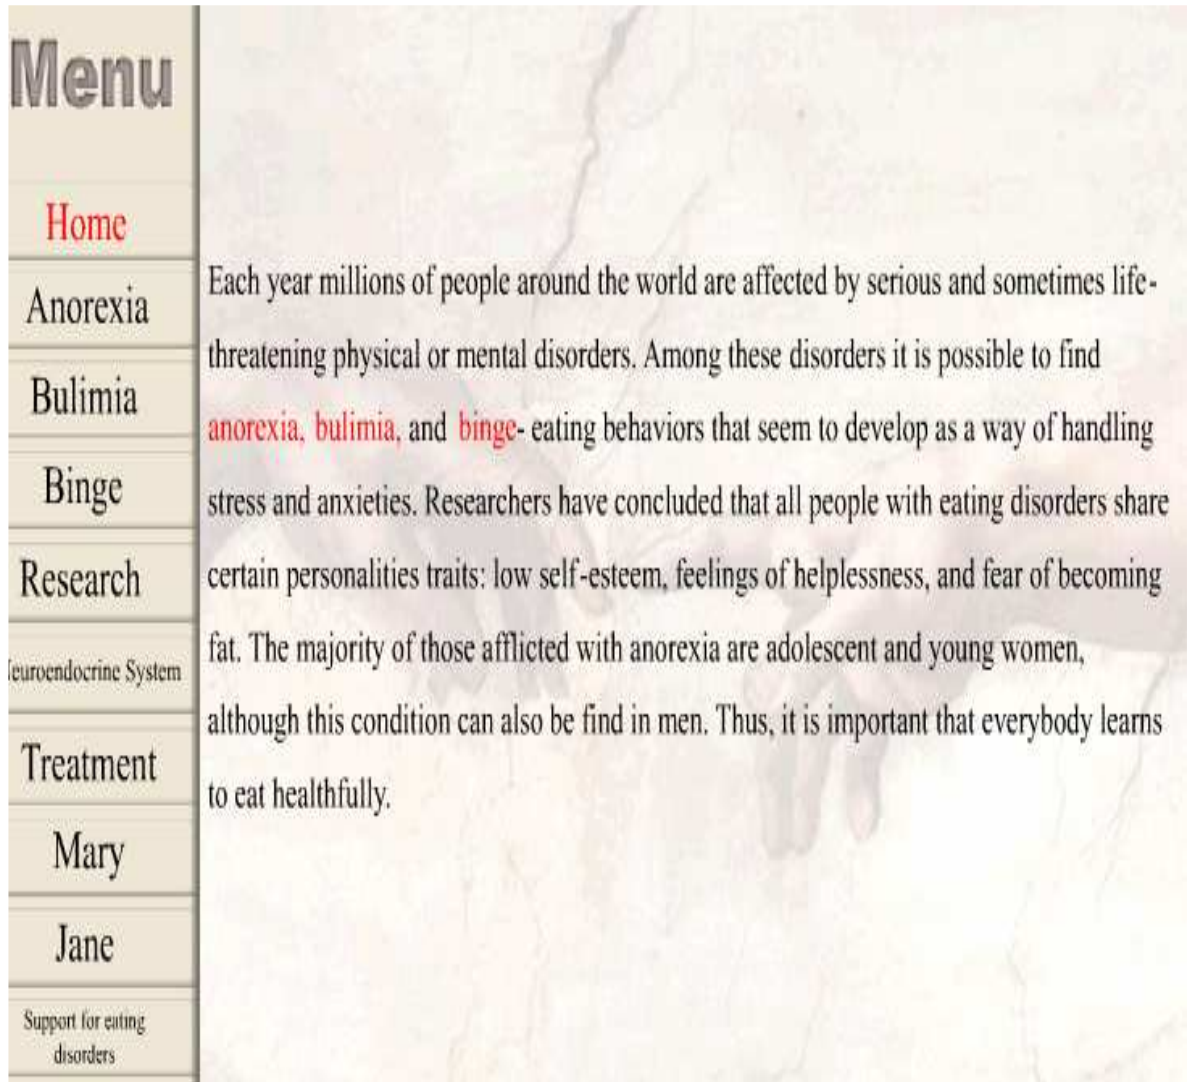 Menu
Home
Anorexia
Bulimia
Binge
Research
euroendocrine System
Treatment
Mary
Jane
Support for eating
disorders
Each year millions of people around the world are affected by serious and sometimes life-
threatening physical or mental disorders. Among these disorders it is possible to find
anorexia, bulimia, and binge- eating behaviors that seem to develop as a way of handling
stress and anxieties. Researchers have concluded that all people with eating disorders share
certain personalities traits: low self-esteem, feelings of helplessness, and fear of becoming
fat. The majority of those afflicted with anorexia are adolescent and young women,
although this condition can also be find in men. Thus, it is important that everybody learns
to eat healthfully.